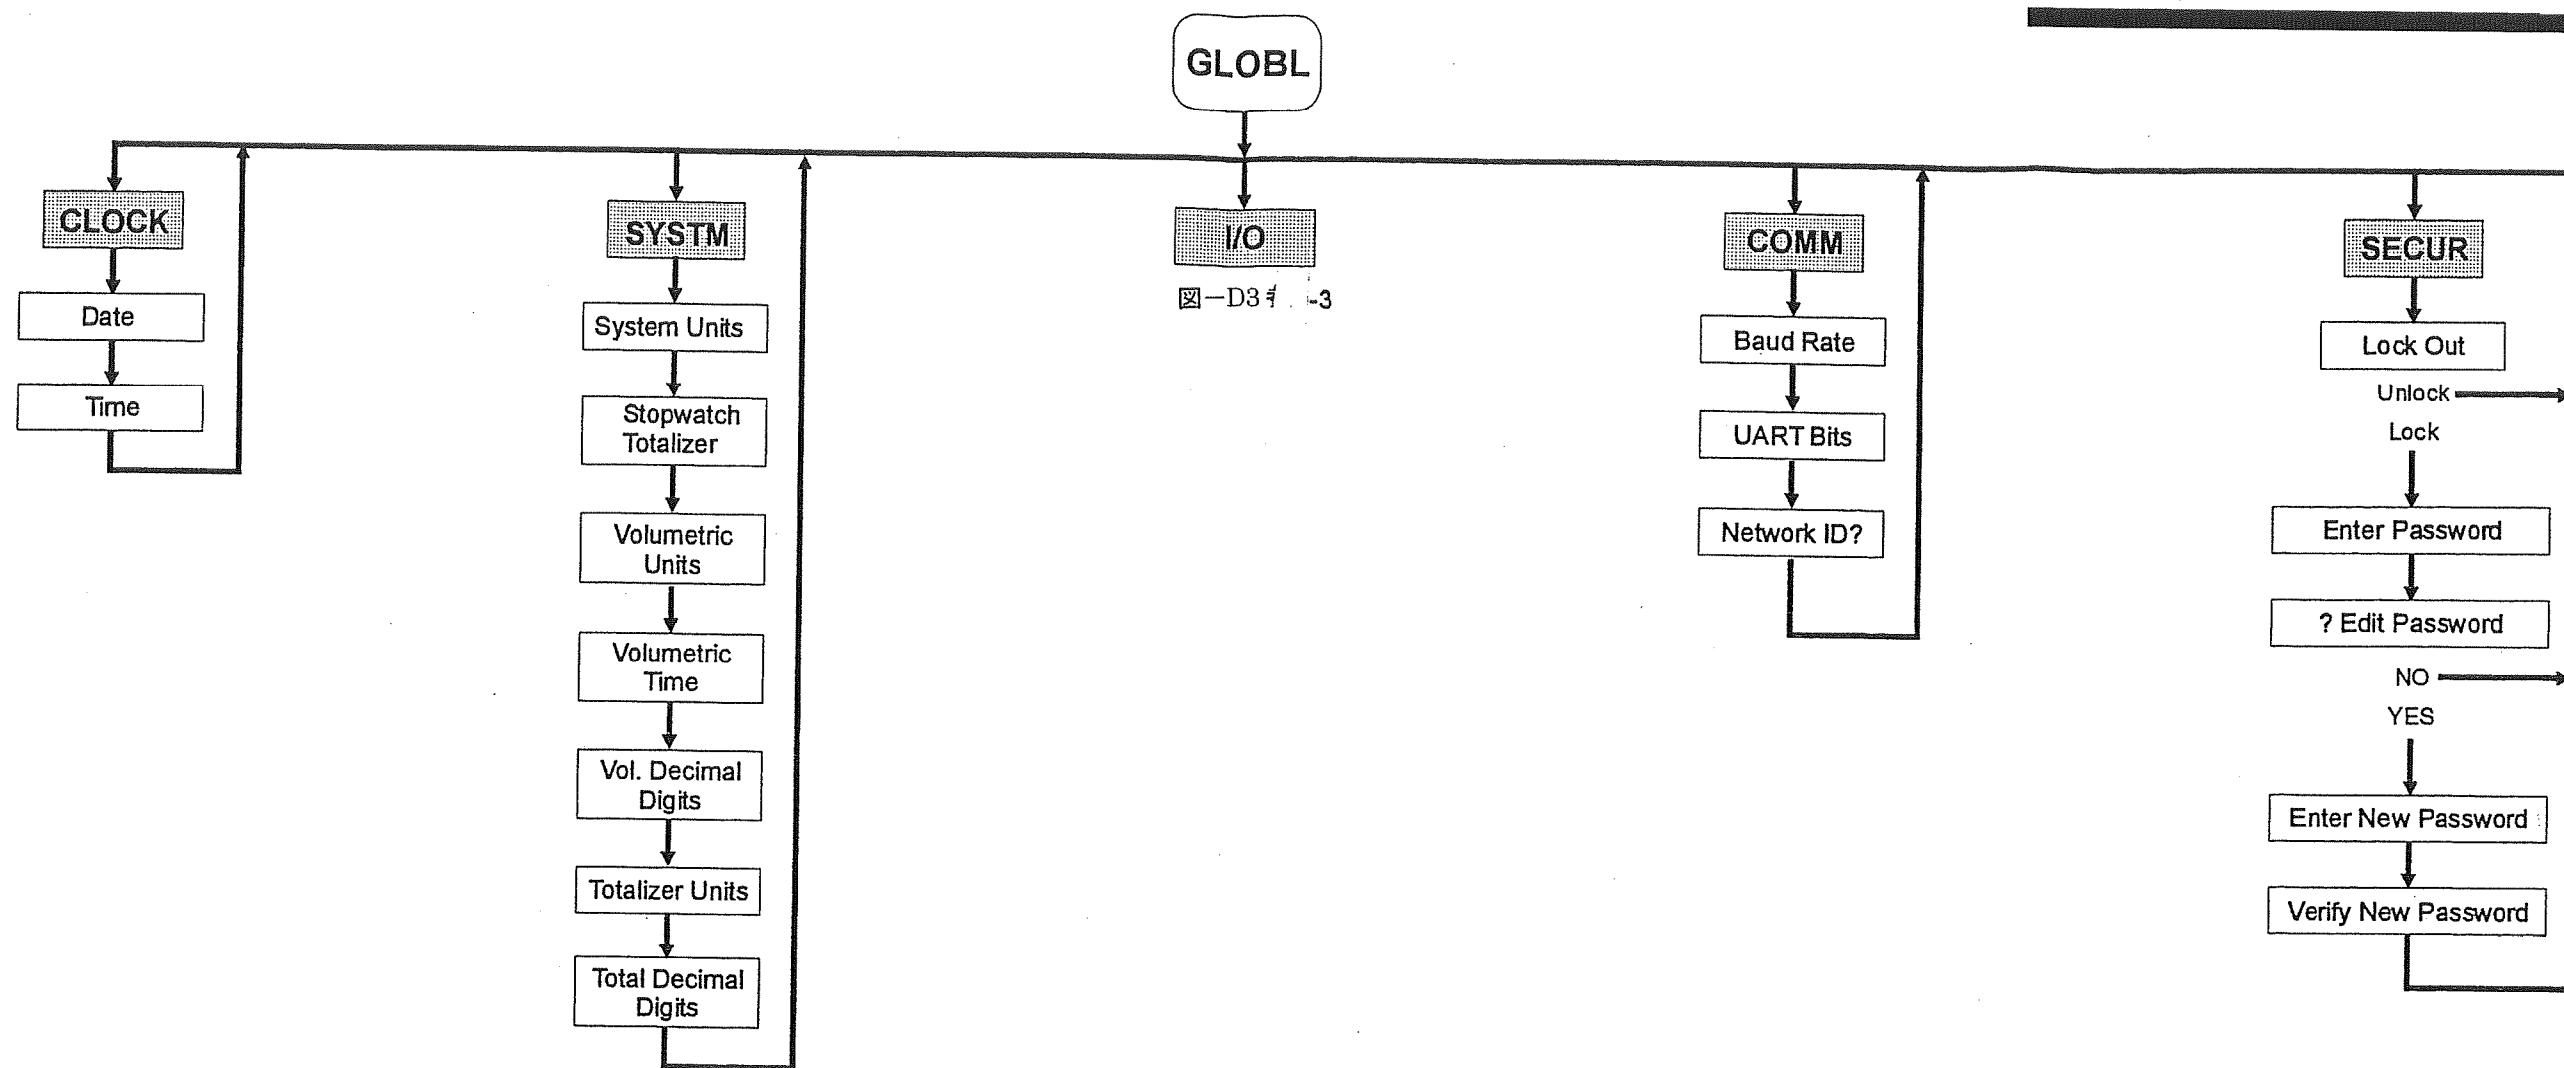 GLOBL
CLOCK
Date
Time
SYSTM
System Units
Stopwatch
Totalizer
Volumetric
Units
Volumetric
Time
Vol. Decimal
Digits
Totalizer Units
Total Decimal
Digits
I/O
図－D3
-3
COMM
Baud Rate
UART Bits
Network ID?
SECUR
Lock Out
Unlock
Lock
Enter Password
? Edit Password
NO
YES
Enter New Password
Verify New Password